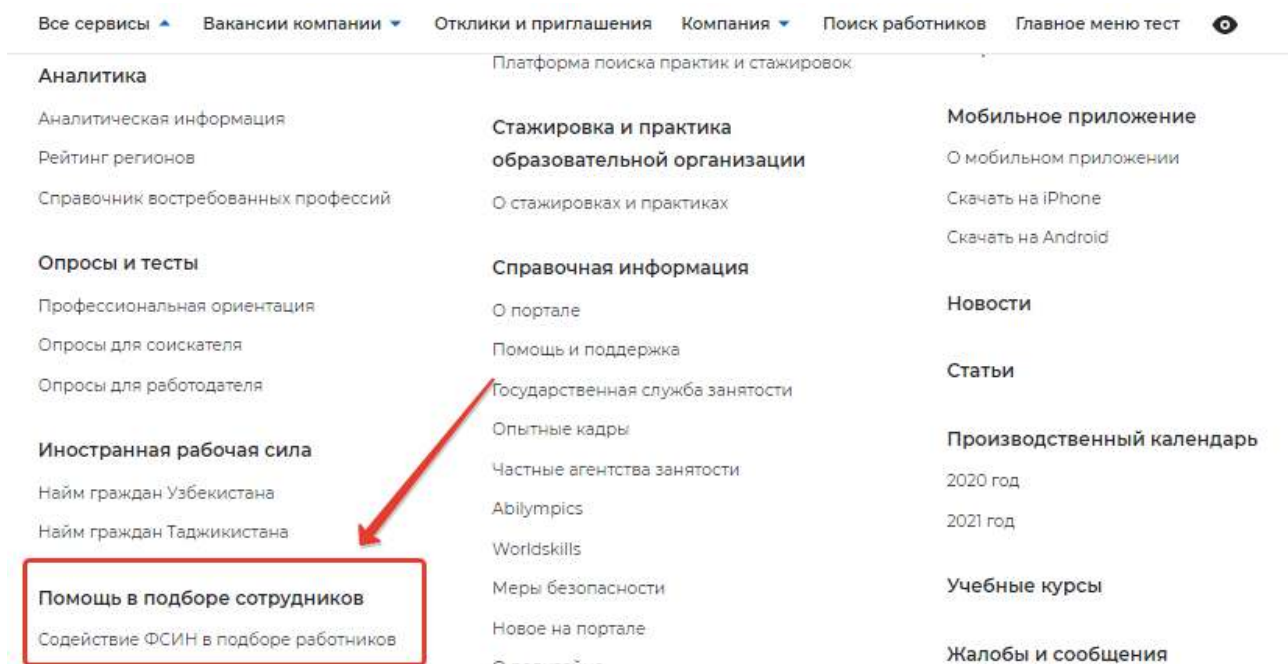 Все сервисы
Вакансии компании
Отклики и приглашения
Компания
Поиск работников
Главное меню тест
Аналитика
Аналитическая информация
Рейтинг регионов
Справочник востребованных профессий
Опросы и тесты
Профессиональная ориентация
Опросы для соискателя
Опросы для работодателя
Иностранная рабочая сила
Найм граждан Узбекистана
Найм граждан Таджикистана
Помощь в подборе сотрудников
Содействие ФСИН в подборе работников
Платформа поиска практик и стажировок
Стажировка и практика
образовательной организации
О стажировках и практиках
Справочная информация
О портале
Помощь и поддержка
Государственная служба занятости
Опытные кадры
Частные агентства занятости
Abilympics
Worldskills
Меры безопасности
Новое на портале
Мобильное приложение
О мобильном приложении
Скачать на iPhone
Скачать на Android
Новости
Статьи
Производственный календарь
2020 год
2021 год
Учебные курсы
Жалобы и сообщения